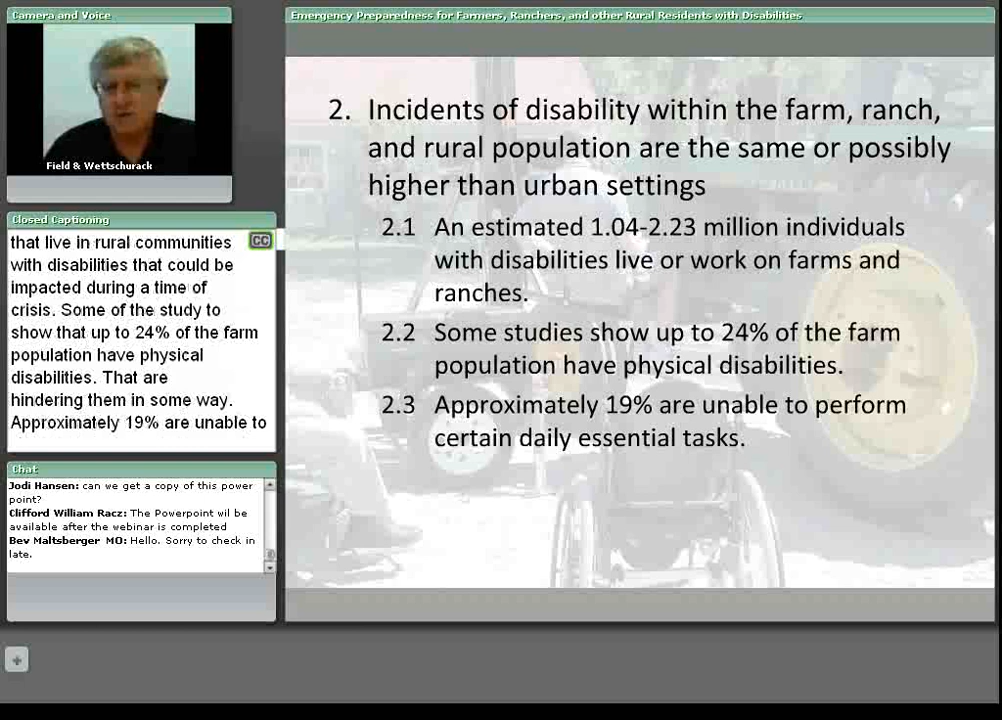 Camera and Voice
Field & Wettschurack
Closed Captioning
CC
that live in rural communities
with disabilities that could be
impacted during a time of
crisis. Some of the study to
show that up to 24% of the farm
population have physical
disabilities. That are
hindering them in some way.
Approximately 19% are unable to
Chat
Jodi Hansen: can we get a copy of this power
point?
Clifford William Racz: The Powerpoint wil be
available after the webinar is completed
Bev Maltsberger MO: Hello. Sorry to check in
late.
Emergency Preparedness for Farmers, Ranchers, and other Rural Residents with Disabilities
2. Incidents of disability within the farm, ranch,
and rural population are the same or possibly
higher than urban settings
2.1 An estimated 1.04-2.23 million individuals
with disabilities live or work on farms and
ranches.
2.2 Some studies show up to 24% of the farm
population have physical disabilities.
2.3 Approximately 19% are unable to perform
certain daily essential tasks.